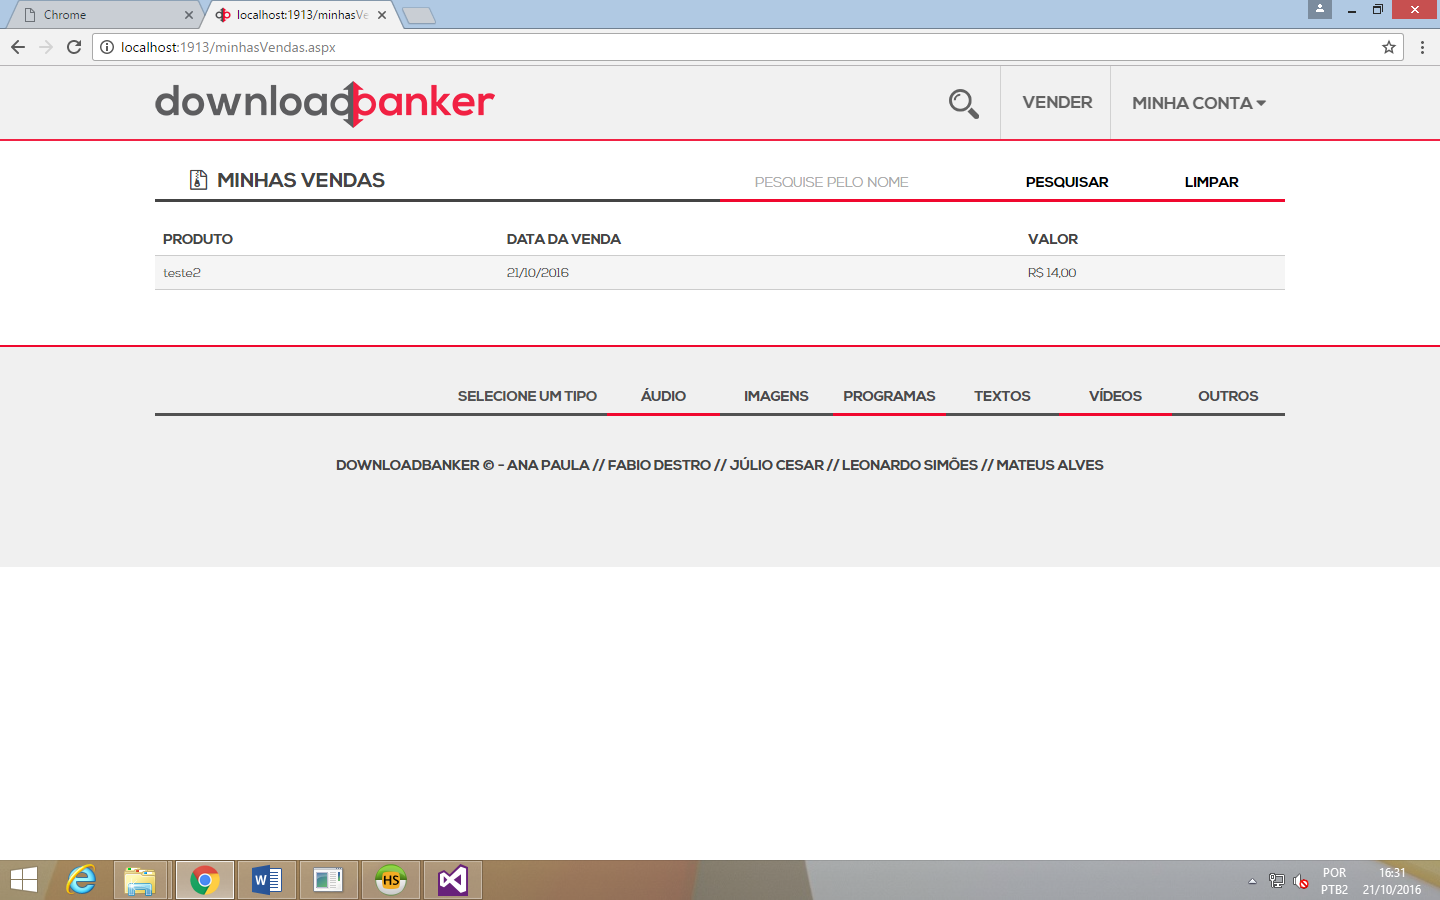 Chrome
localhost:1913/minhasVe
localhost:1913/minhasVendas.aspx
downloadbanker
VENDER
MINHA CONTA
MINHAS VENDAS
PESQUISE PELO NOME
PESQUISAR
LIMPAR
PRODUTO DATA DA VENDA VALOR
teste2 21/10/2016 R$ 14,00
SELECIONE UM TIPO ÁUDIO IMAGENS PROGRAMAS TEXTOS VÍDEOS OUTROS
DOWNLOADBANKER © - ANA PAULA // FABIO DESTRO // JÚLIO CESAR // LEONARDO SIMÕES // MATEUS ALVES
HS
POR 16:31
PTB2 21/10/2016